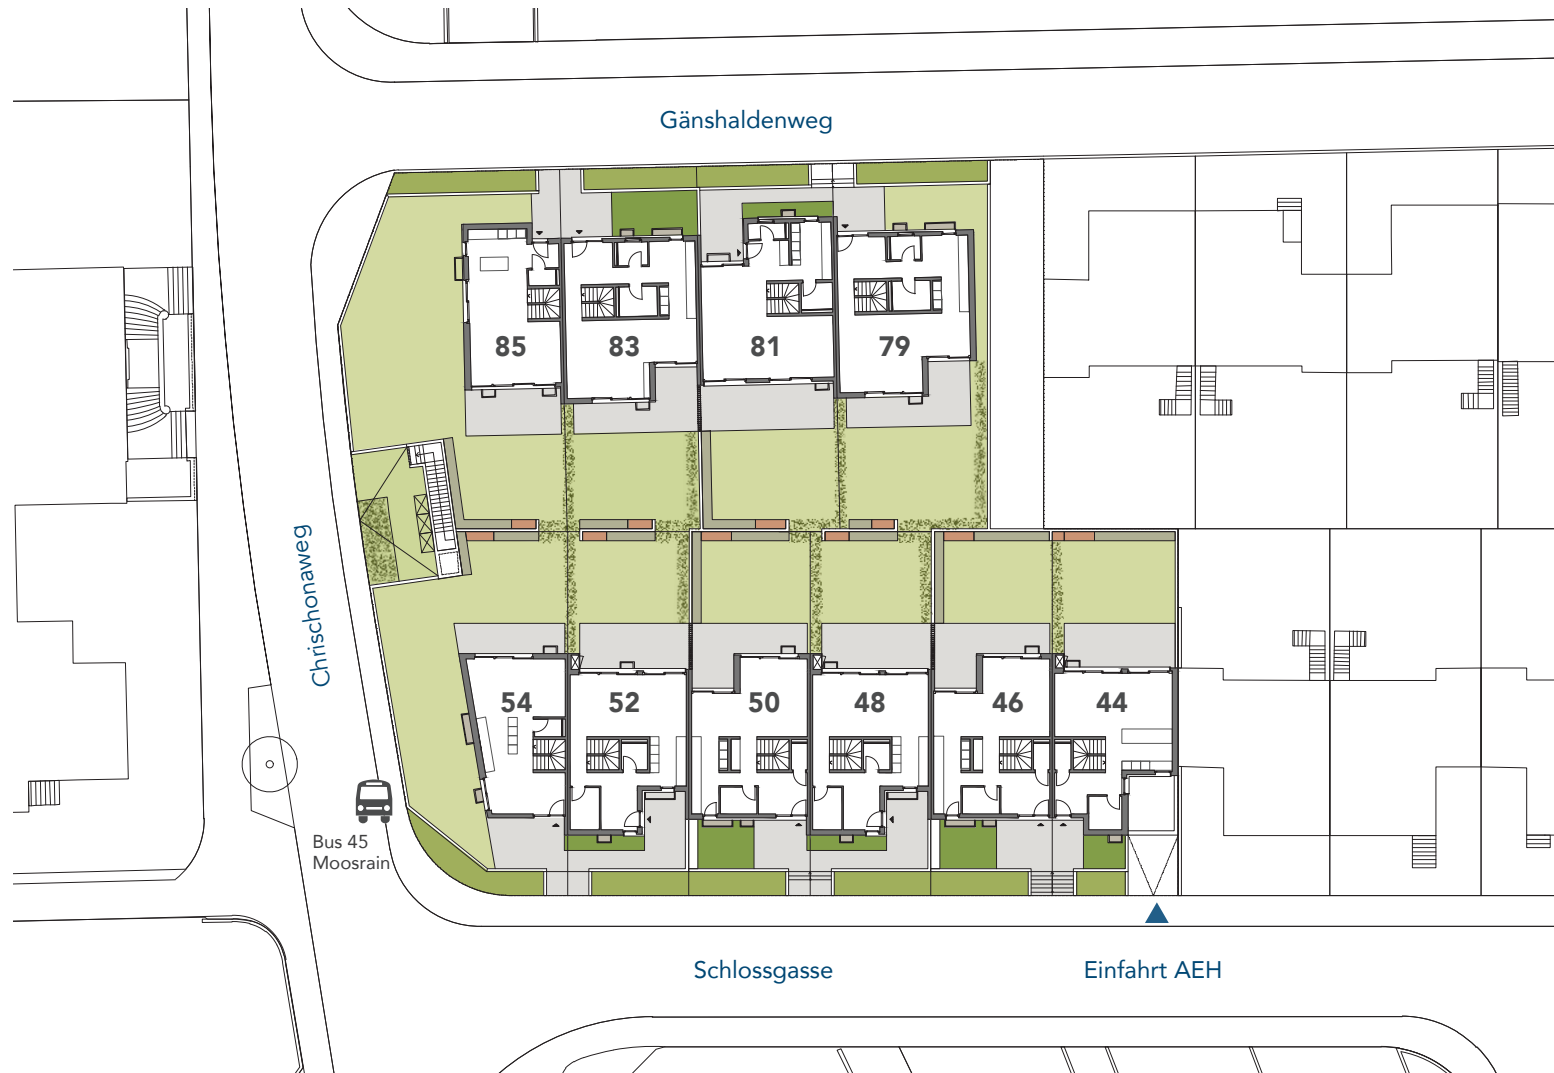 Gänshaldenweg
85
83
81
79
Chrischonaweg
54
52
50
48
46
44
Bus 45
Moosrain
Schlossgasse
Einfahrt AEH